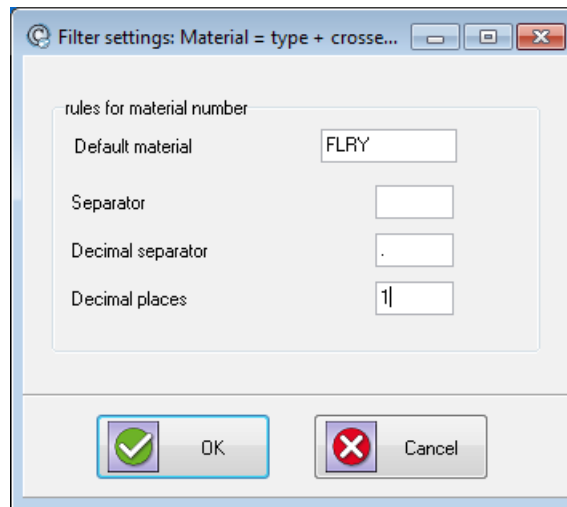 Filter settings: Material = type + crosse...
rules for material number
Default material FLRY
Separator
Decimal separator .
Decimal places 1
OK Cancel